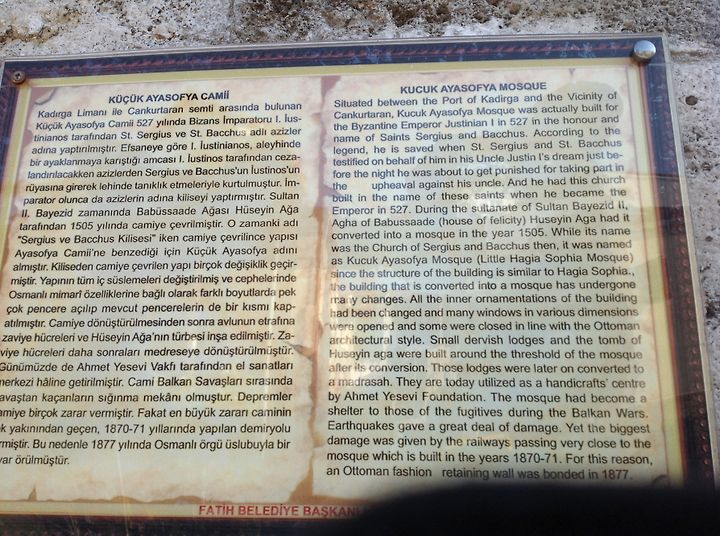 KÜÇÜK AYASOFYA CAMİİ
Kadırga Limanı ile Cankurtaran semti arasında bulunan
Küçük Ayasofya Camii 527 yılında Bizans İmparatoru I. İus-
tinianos tarafından St. Sergius ve St. Bacchus adlı azizler
adına yaptırılmıştır. Efsaneye göre I. İustinianos, aleyhinde
bir ayaklanmaya karıştığı amcası I. İustinos tarafından ceza-
landırılacakken azizlerden Sergius ve Bacchus'un İustinos'un
rüyasına girerek lehinde tanıklık etmeleriyle kurtulmuştur. İm-
parator olunca da azizlerin adına kiliseyi yaptırmıştır. Sultan
II. Bayezid zamanında Babüssaade Ağası Hüseyin Ağa
tarafından 1505 yılında camiye çevrilmiştir. O zamanki adı
"Sergius ve Bacchus Kilisesi" iken camiye çevrilince yapısı
Ayasofya Camii'ne benzediği için Küçük Ayasofya adını
almıştır. Kiliseden camiye çevrilen yapı birçok değişiklik geçir-
miştir. Yapının tüm iç süslemeleri değiştirilmiş ve cephelerinde
Osmanlı mimarî özelliklerine bağlı olarak farklı boyutlarda pek
çok pencere açılıp mevcut pencerelerin de bir kısmı kap-
atılmıştır. Camiye dönüştürülmesinden sonra avlunun etrafına
zaviye hücreleri ve Hüseyin Ağa'nın türbesi inşa edilmiştir. Za-
viye hücreleri daha sonraları medreseye dönüştürülmüştür.
Günümüzde de Ahmet Yesevi Vakfı tarafından el sanatları
merkezi hâline getirilmiştir. Cami Balkan Savaşları sırasında
savaştan kaçanların sığınma mekânı olmuştur. Depremler
camiye birçok zarar vermiştir. Fakat en büyük zararı caminin
yakınından geçen, 1870-71 yıllarında yapılan demiryolu
Bu nedenle 1877 yılında Osmanlı örgü üslubuyla bir
örülmüştür.
KUCUK AYASOFYA MOSQUE
Situated between the Port of Kadirga and the Vicinity of
Cankurtaran, Kucuk Ayasofya Mosque was actually built for
the Byzantine Emperor Justinian I in 527 in the honour and
name of Saints Sergius and Bacchus. According to the
legend, he is saved when St. Sergius and St. Bacchus
testified on behalf of him in his Uncle Justin I's dream just be-
fore the night he was about to get punished for taking part in
the upheaval against his uncle. And he had this church
built in the name of these saints when he became the
Emperor in 527. During the sultanate of Sultan Bayezid II,
Agha of Babussaade (house of felicity) Huseyin Aga had it
converted into a mosque in the year 1505. While its name
was the Church of Sergius and Bacchus then, it was named
as Kucuk Ayasofya Mosque (Little Hagia Sophia Mosque)
since the structure of the building is similar to Hagia Sophia.,
the building that is converted into a mosque has undergone
many changes. All the inner ornamentations of the building
had been changed and many windows in various dimensions
were opened and some were closed in line with the Ottoman
architectural style. Small dervish lodges and the tomb of
Huseyin aga were built around the threshold of the mosque
after its conversion. Those lodges were later on converted to
a madrasah. They are today utilized as a handicrafts' centre
by Ahmet Yesevi Foundation. The mosque had become a
shelter to those of the fugitives during the Balkan Wars.
Earthquakes gave a great deal of damage. Yet the biggest
damage was given by the railways passing very close to the
mosque which is built in the years 1870-71. For this reason,
an Ottoman fashion retaining wall was bonded in 1877.
FATİH BELEDİYE